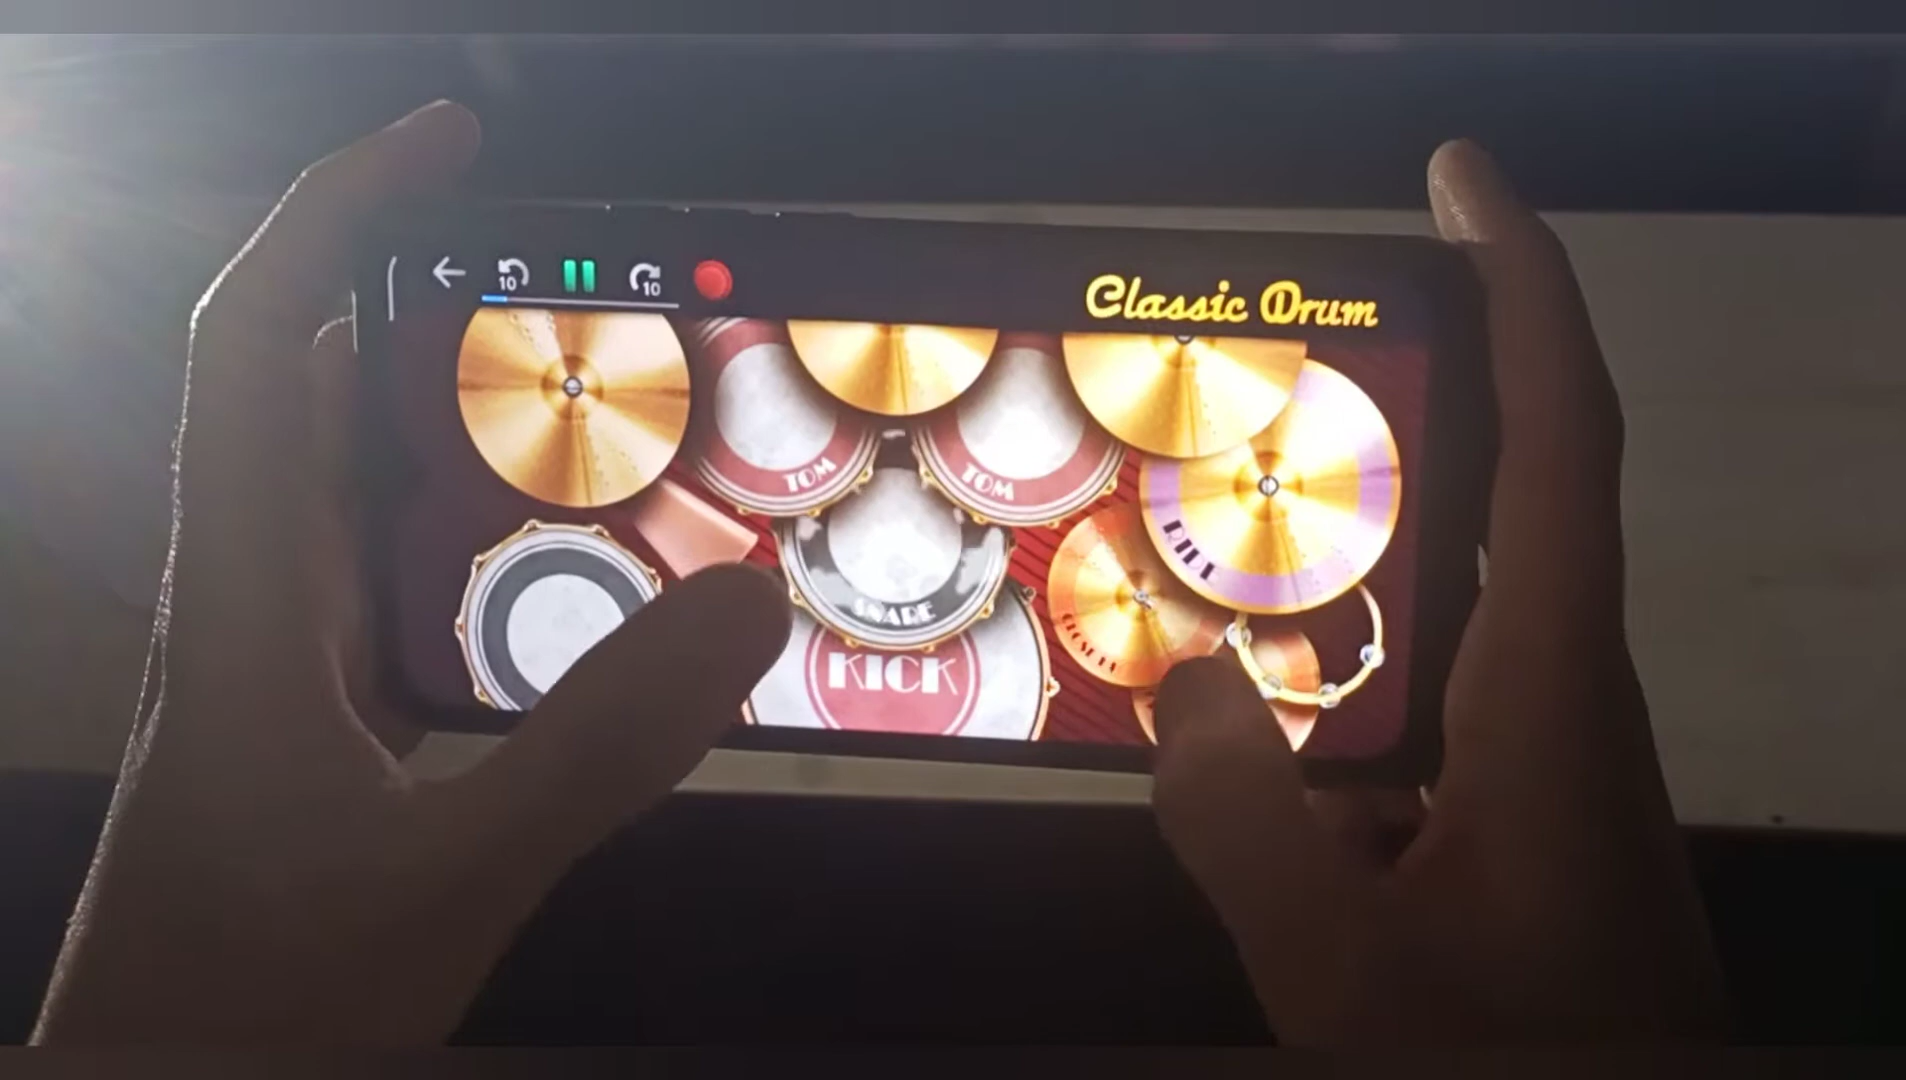 10
10
Classic Drum
TOM
TOM
RIDE
SNARE
KICK